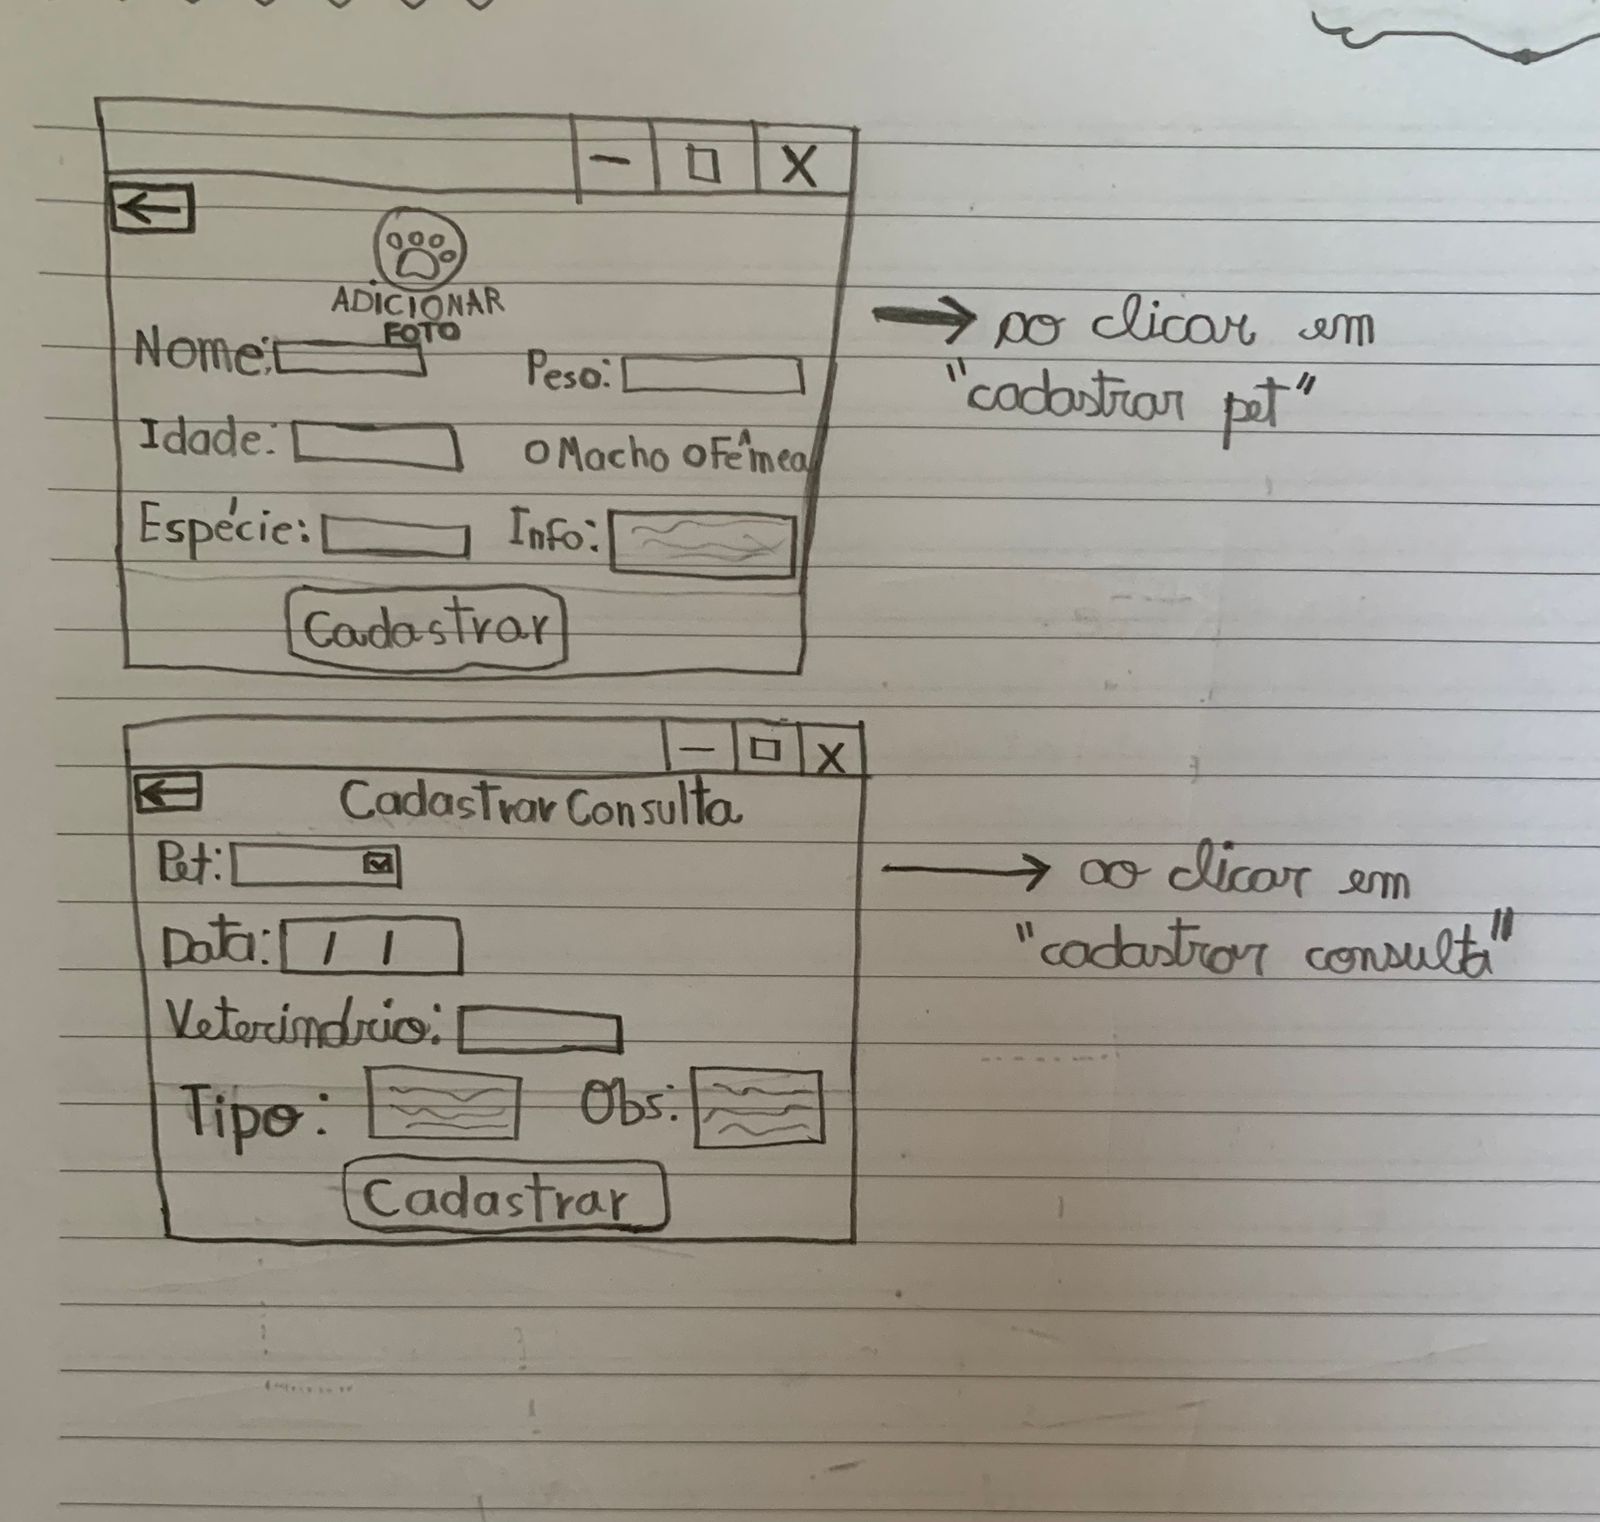 X
ADICIONAR
FOTO
Nome:
Peso:
Idade:
Macho Fêmea
Espécie:
Info:
Cadastrar
→ ao clicar em
"cadastrar pet"
X
Cadastrar Consulta
Pet:
Data: / /
Veterinário:
Tipo:
Obs:
Cadastrar
→ ao clicar em
"cadastrar consulta"